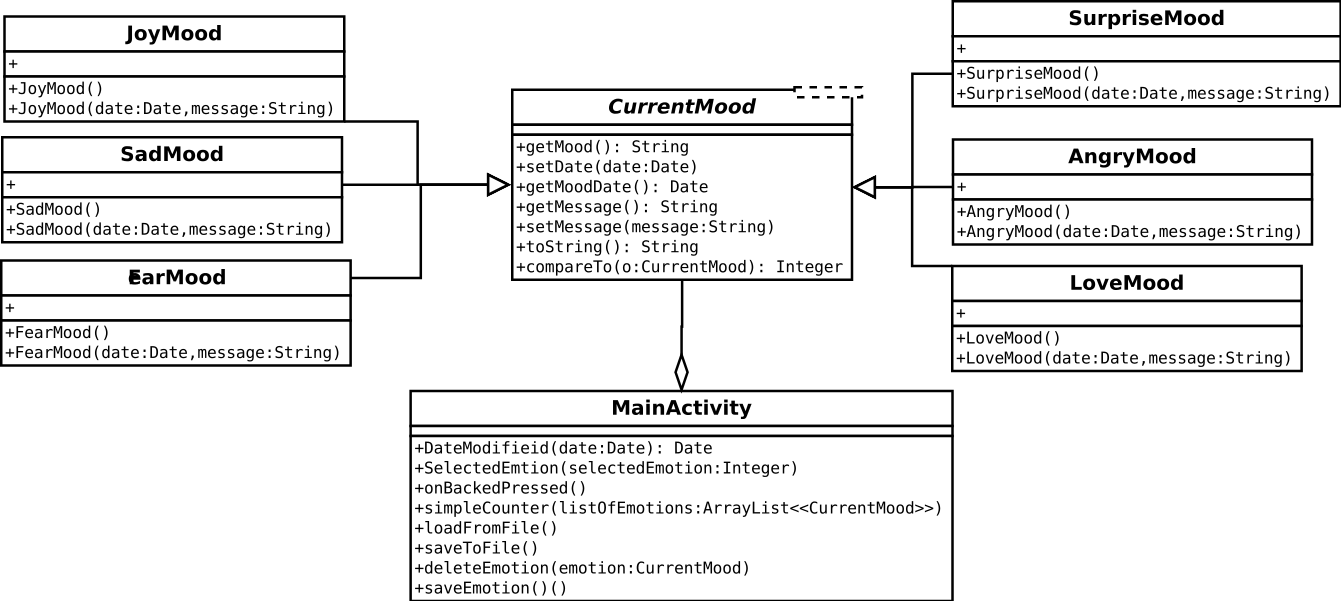 JoyMood
+
+JoyMood()
+JoyMood(date:Date,message:String)
SadMood
+
+SadMood()
+SadMood(date:Date,message:String)
FarMood
+
+FearMood()
+FearMood(date:Date,message:String)
CurrentMood
+getMood(): String
+setDate(date:Date)
+getMoodDate(): Date
+getMessage(): String
+setMessage(message:String)
+toString(): String
+compareTo(o:CurrentMood): Integer
SurpriseMood
+
+SurpriseMood()
+SurpriseMood(date:Date,message:String)
AngryMood
+
+AngryMood()
+AngryMood(date:Date,message:String)
LoveMood
+
+LoveMood()
+LoveMood(date:Date,message:String)
MainActivity
+DateModifieid(date:Date): Date
+SelectedEmtion(selectedEmotion:Integer)
+onBackedPressed()
+simpleCounter(listOfEmotions:ArrayList<<CurrentMood>>)
+loadFromFile()
+saveToFile()
+deleteEmotion(emotion:CurrentMood)
+saveEmotion()()